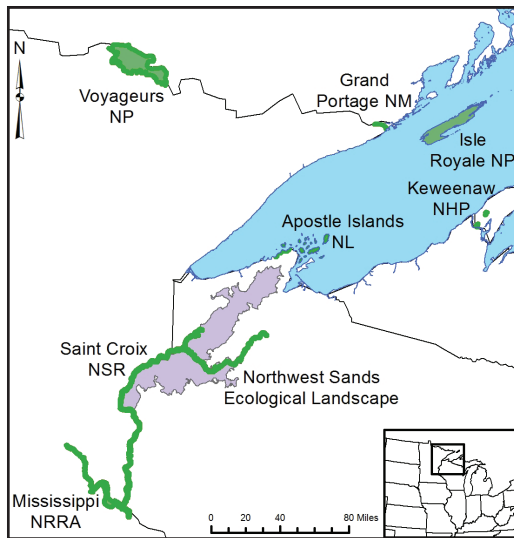 N
Voyageurs
NP
Grand
Portage NM
Isle
Royale NP
Keweenaw
NHP
Apostle Islands
NL
Saint Croix
NSR
Northwest Sands
Ecological Landscape
Mississippi
NRRA
0 20 40 80 Miles